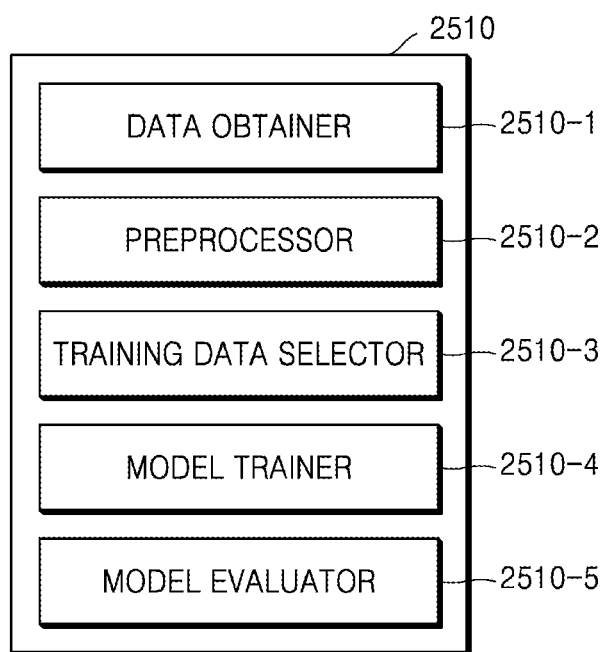 2510
DATA OBTAINER 2510-1
PREPROCESSOR 2510-2
TRAINING DATA SELECTOR 2510-3
MODEL TRAINER 2510-4
MODEL EVALUATOR 2510-5